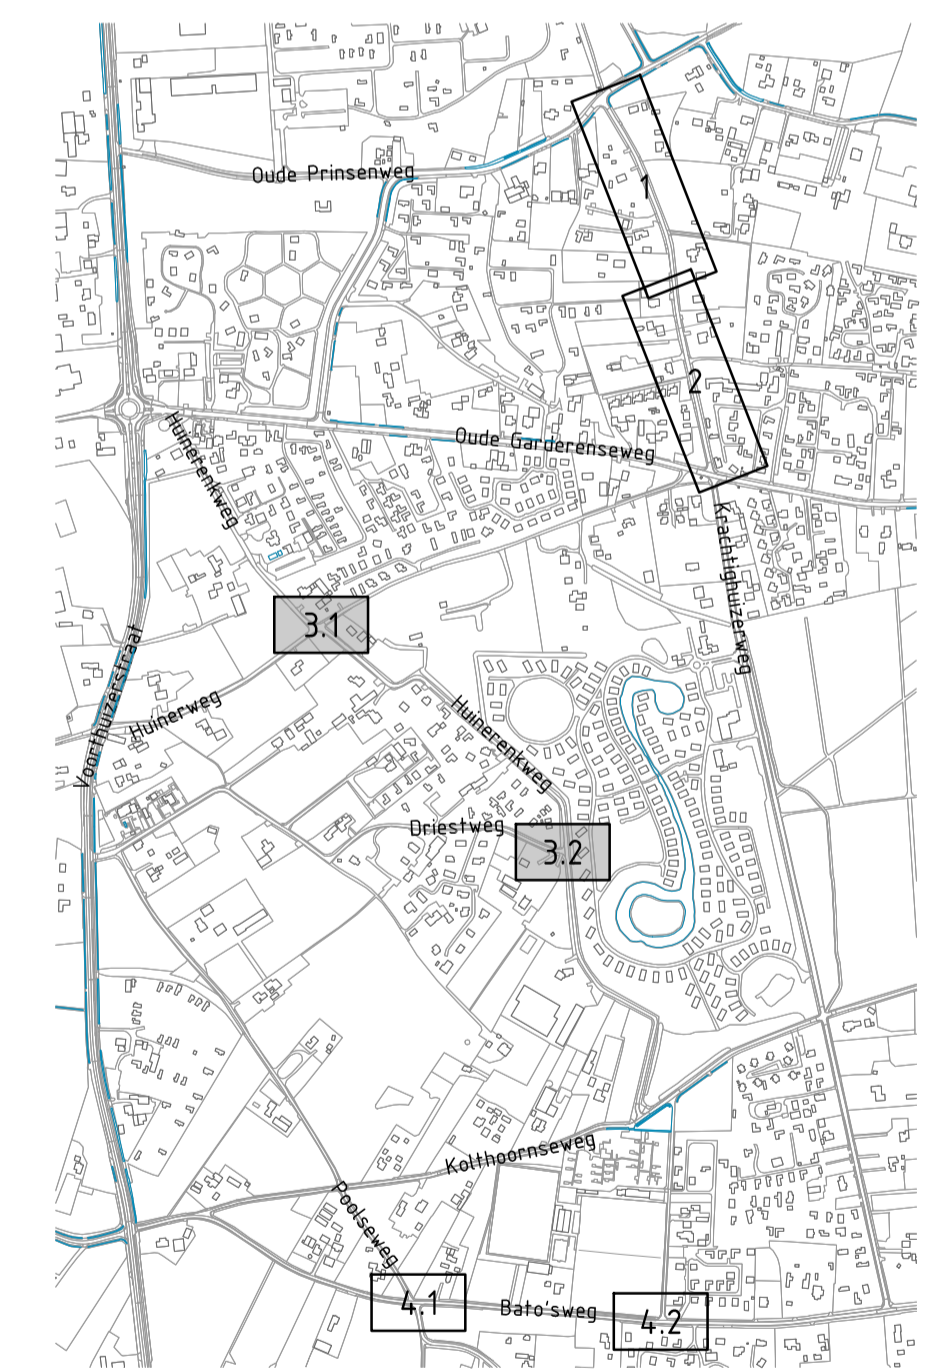 Oude Prinsenweg
1
2
Oude Garderenseweg
Huinerenkweg
Krachtighuizerweg
3.1
Voorthuizerstraat
Huinerweg
Huinerenkweg
Driestweg
3.2
Kolthoornseweg
Poolseweg
4.1
Bato'sweg
4.2